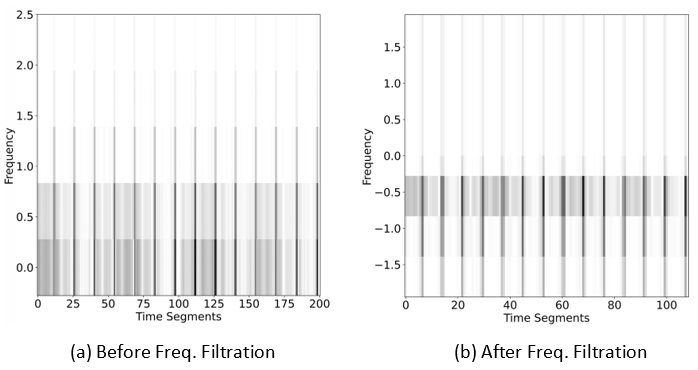 2.5
2.0
1.5
1.0
0.5
0.0
Frequency
0 25 50 75 100 125 150 175 200
Time Segments
(a) Before Freq. Filtration
1.5
1.0
0.5
0.0
−0.5
−1.0
−1.5
Frequency
0 20 40 60 80 100
Time Segments
(b) After Freq. Filtration